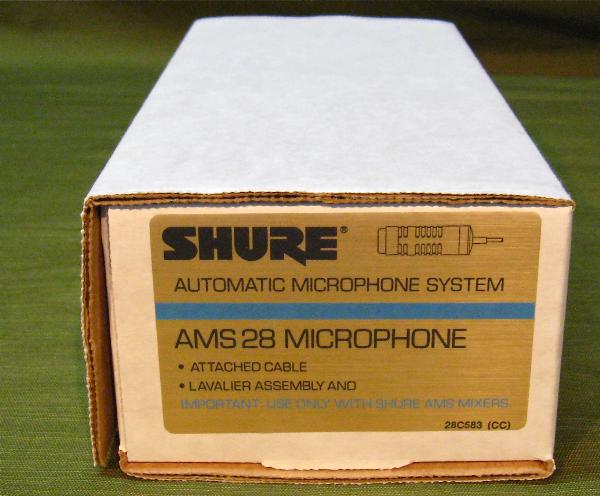 SHURE®
AUTOMATIC MICROPHONE SYSTEM
AMS 28 MICROPHONE
• ATTACHED CABLE
• LAVALIER ASSEMBLY AND
IMPORTANT: USE ONLY WITH SHURE AMS MIXERS
28C583 (CC)